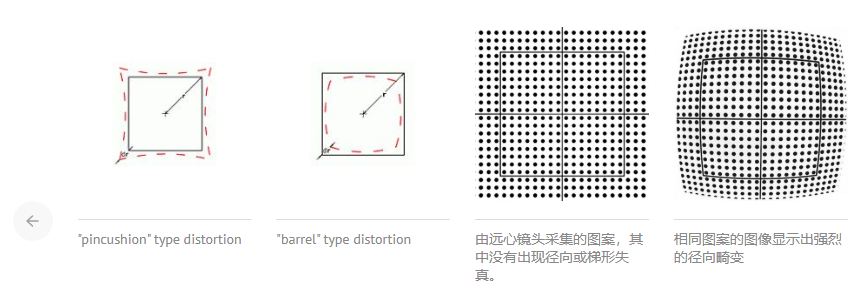 r
δr
r
δr
"pincushion" type distortion
"barrel" type distortion
由远心镜头采集的图案，其
中没有出现径向或梯形失
真。
相同图案的图像显示出强烈
的径向畸变